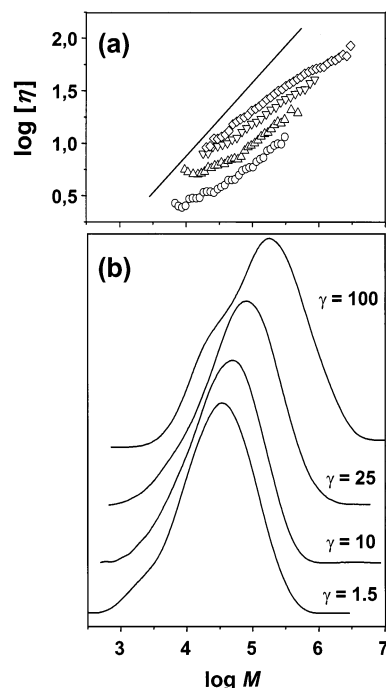 (a)
2,0
1,5
1,0
0,5
log [η]
(b)
γ = 100
γ = 25
γ = 10
γ = 1.5
3 4 5 6 7
log M